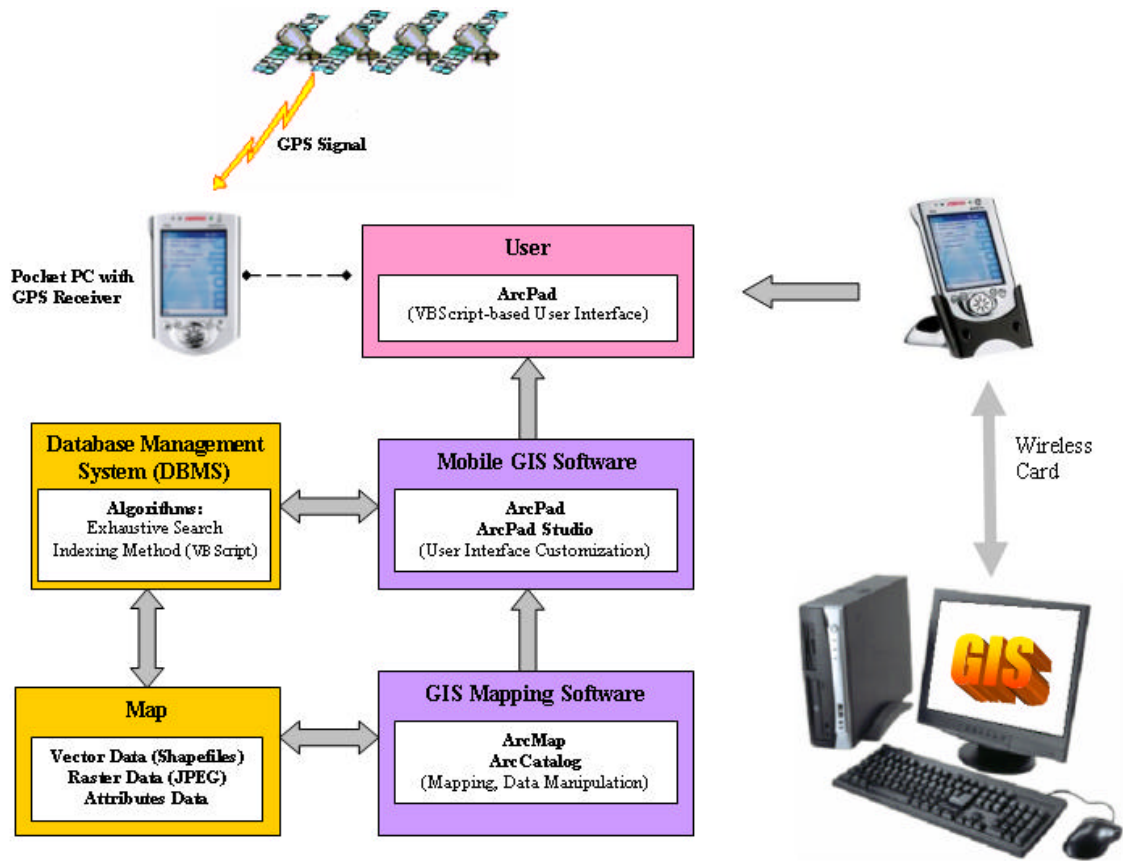 GPS Signal
Pocket PC with
GPS Receiver
User
ArcPad
(VBScript-based User Interface)
Database Management
System (DBMS)
Algorithms:
Exhaustive Search
Indexing Method (VB Script)
Mobile GIS Software
ArcPad
ArcPad Studio
(User Interface Customization)
Wireless
Card
Map
Vector Data (Shapefiles)
Raster Data (JPEG)
Attributes Data
GIS Mapping Software
ArcMap
ArcCatalog
(Mapping, Data Manipulation)
GIS